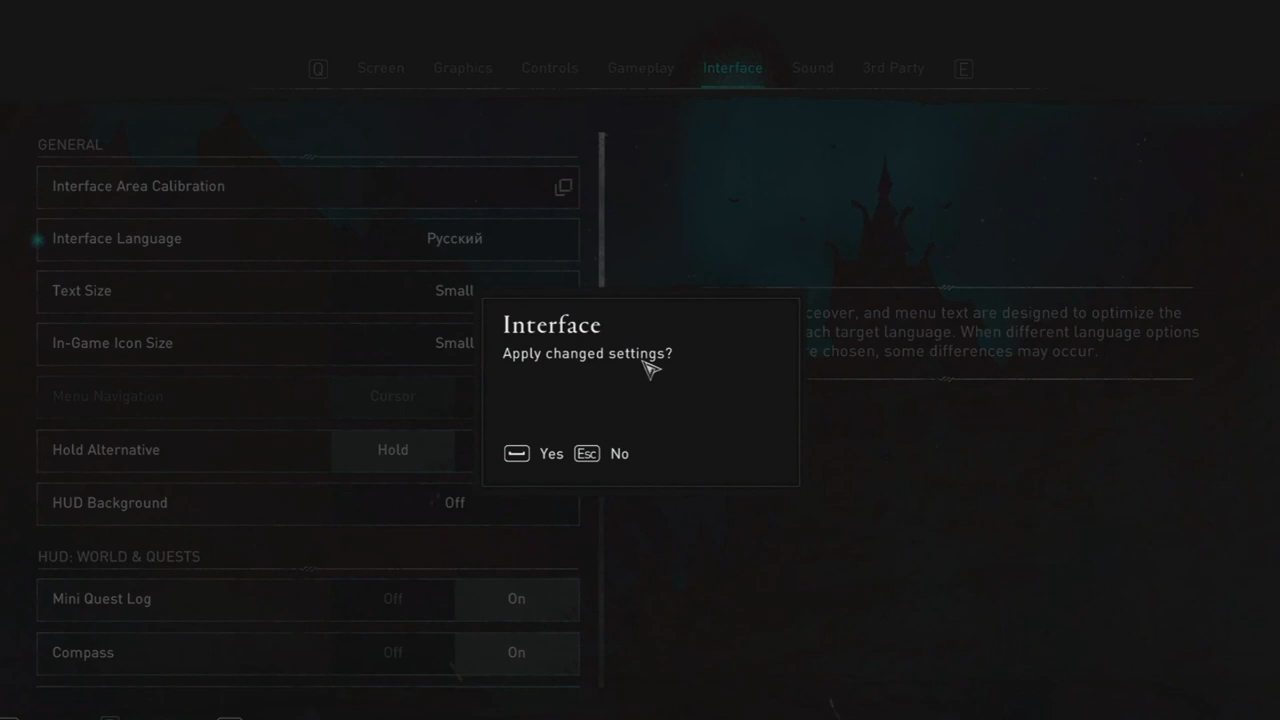 Q Screen Graphics Controls Gameplay Interface Sound 3rd Party E
GENERAL
Interface Area Calibration
Interface Language Русский
Text Size Small
In-Game Icon Size Small
Menu Navigation Cursor
Hold Alternative Hold
HUD Background Off
HUD: WORLD & QUESTS
Mini Quest Log Off On
Compass Off On
Interface
Apply changed settings?
Yes Esc No
and menu text are designed to optimize the
target language. When different language options
chosen, some differences may occur.